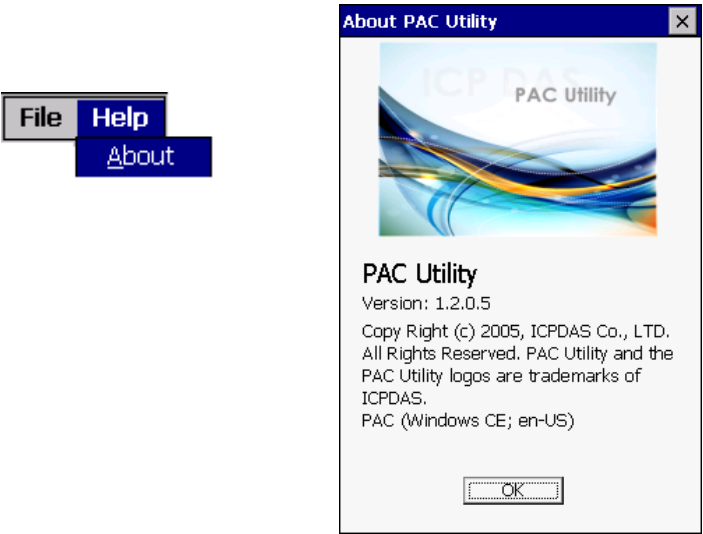 File Help
About
About PAC Utility
ICP DAS
PAC Utility
PAC Utility
Version: 1.2.0.5
Copy Right (c) 2005, ICPDAS Co., LTD.
All Rights Reserved. PAC Utility and the
PAC Utility logos are trademarks of
ICPDAS.
PAC (Windows CE; en-US)
OK